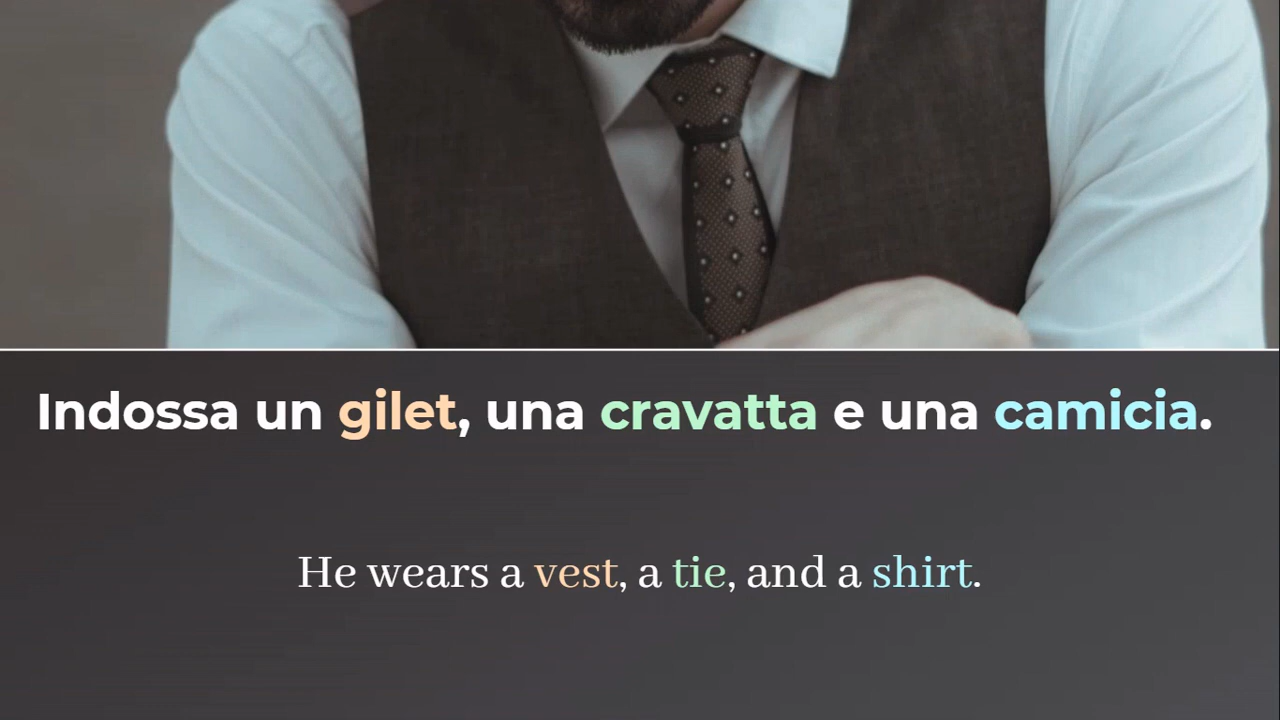 Indossa un gilet, una cravatta e una camicia.
He wears a vest, a tie, and a shirt.